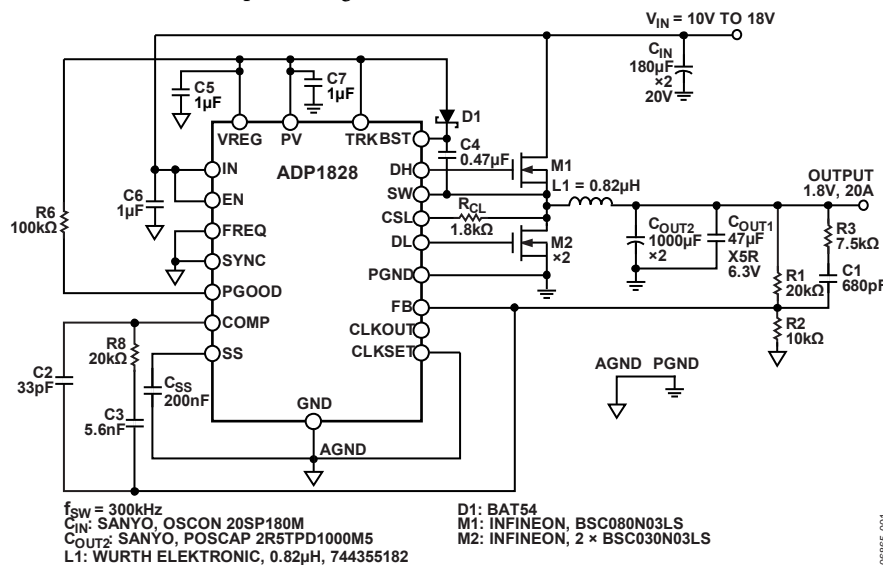 V_IN = 10V TO 18V
C_IN
180µF
×2
20V
C5
1µF
C7
1µF
D1
VREG
PV
TRK
BST
ADP1828
C4
0.47µF
IN
DH
M1
OUTPUT
1.8V, 20A
EN
SW
L1 = 0.82µH
C6
1µF
R6
100kΩ
CSL
R_CL
1.8kΩ
FREQ
DL
M2
×2
C_OUT2
1000µF
×2
C_OUT1
47µF
X5R
6.3V
R3
7.5kΩ
SYNC
PGND
R1
20kΩ
C1
680pF
PGOOD
FB
COMP
CLKOUT
R2
10kΩ
R8
20kΩ
SS
CLKSET
C2
33pF
C_SS
200nF
AGND PGND
C3
5.6nF
GND
AGND
f_SW = 300kHz
C_IN: SANYO, OSCON 20SP180M
C_OUT2: SANYO, POSCAP 2R5TPD1000M5
L1: WURTH ELEKTRONIC, 0.82µH, 744355182
D1: BAT54
M1: INFINEON, BSC080N03LS
M2: INFINEON, 2 × BSC030N03LS
06865-001